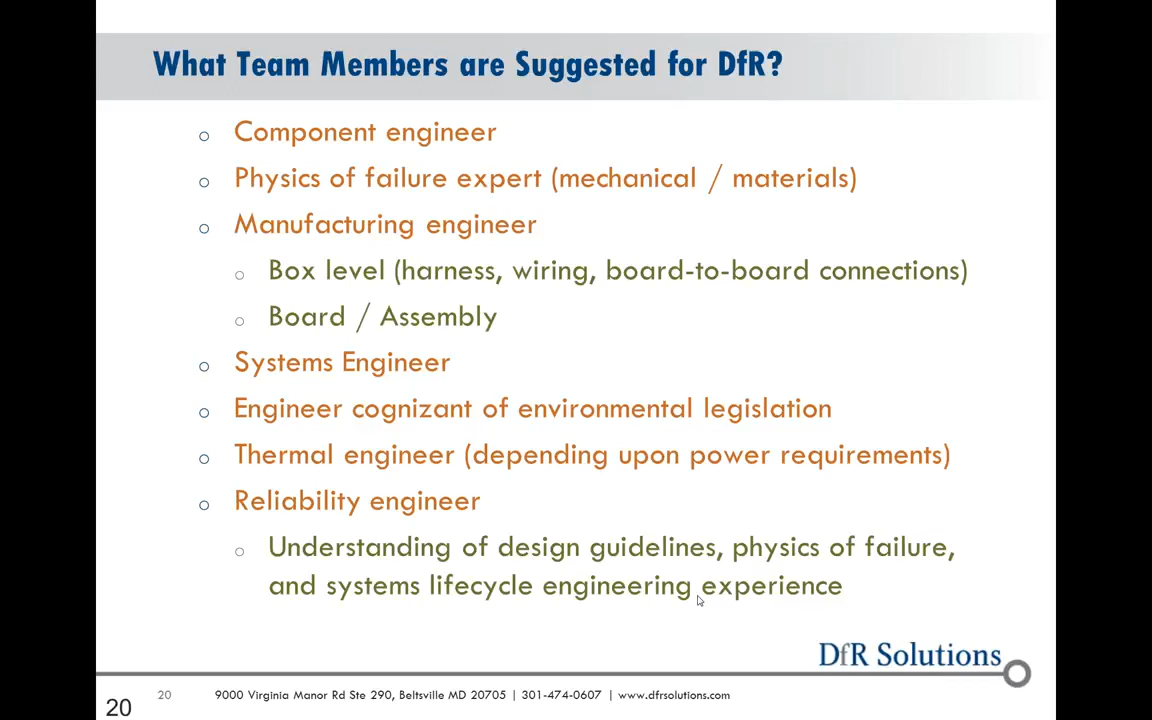 What Team Members are Suggested for DfR?
Component engineer
Physics of failure expert (mechanical / materials)
Manufacturing engineer
Box level (harness, wiring, board-to-board connections)
Board / Assembly
Systems Engineer
Engineer cognizant of environmental legislation
Thermal engineer (depending upon power requirements)
Reliability engineer
Understanding of design guidelines, physics of failure,
and systems lifecycle engineering experience
DfR Solutions
20 9000 Virginia Manor Rd Ste 290, Beltsville MD 20705 | 301-474-0607 | www.dfrsolutions.com
20